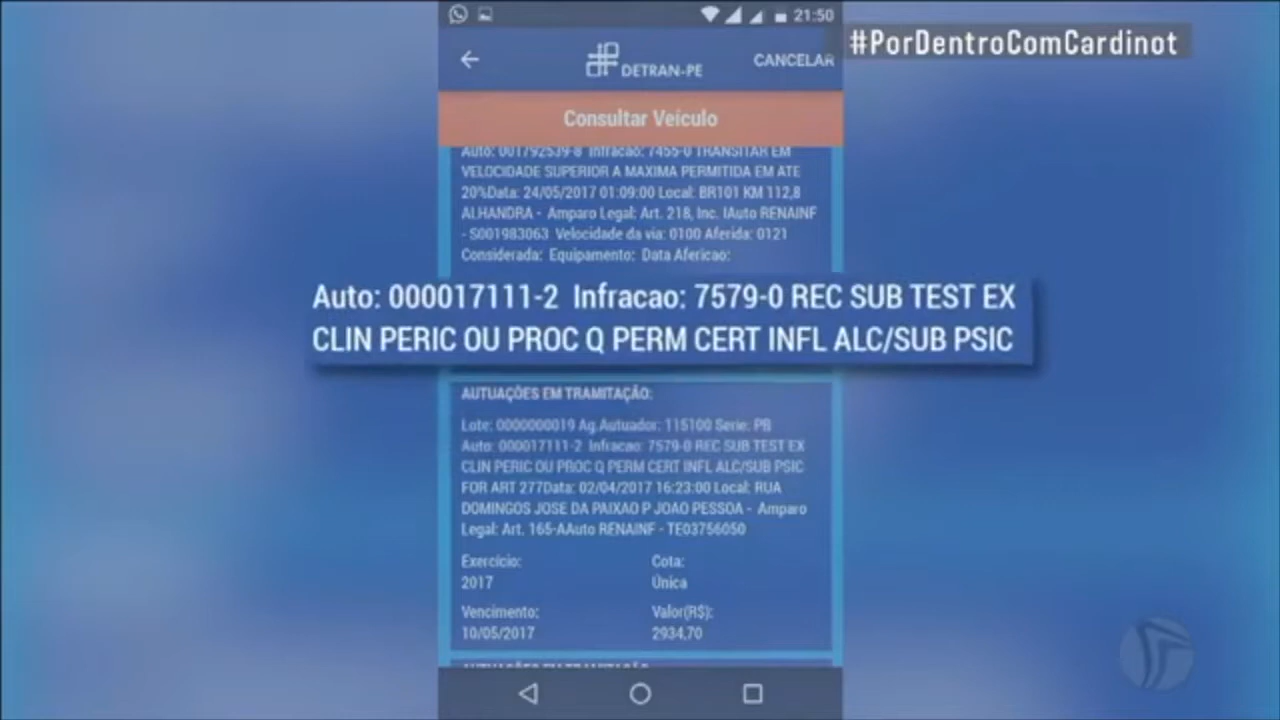 21:50
#PorDentroComCardinot
DETRAN-PE
CANCELAR
Consultar Veículo
Auto: 001792539-8 Infracao: 7455-0 TRANSITAR EM
VELOCIDADE SUPERIOR A MAXIMA PERMITIDA EM ATE
20%Data: 24/05/2017 01:09:00 Local: BR101 KM 112,8
ALHANDRA - Amparo Legal: Art. 218, Inc. IAuto RENAINF
- S001983063 Velocidade da via: 0100 Aferida: 0121
Considerada: Equipamento: Data Afericao:
Auto: 000017111-2 Infracao: 7579-0 REC SUB TEST EX
CLIN PERIC OU PROC Q PERM CERT INFL ALC/SUB PSIC
AUTUAÇÕES EM TRAMITAÇÃO:
Lote: 0000000019 Ag.Autuador: 115100 Serie: PB
Auto: 000017111-2 Infracao: 7579-0 REC SUB TEST EX
CLIN PERIC OU PROC Q PERM CERT INFL ALC/SUB PSIC
FOR ART 277Data: 02/04/2017 16:23:00 Local: RUA
DOMINGOS JOSE DA PAIXAO P JOAO PESSOA - Amparo
Legal: Art. 165-AAuto RENAINF - TE03756050
Exercício: Cota:
2017 Única
Vencimento: Valor(R$):
10/05/2017 2934,70
AUTUAÇÕES EM TRAMITAÇÃO